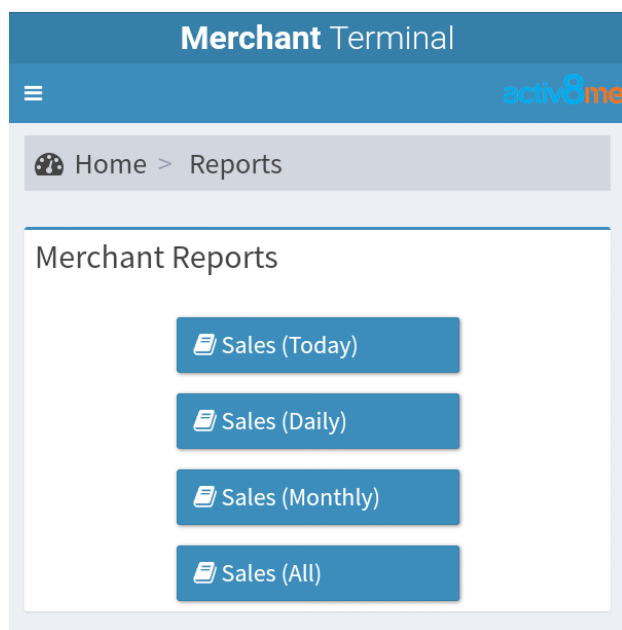 Merchant Terminal
activ8me
Home > Reports
Merchant Reports
Sales (Today)
Sales (Daily)
Sales (Monthly)
Sales (All)